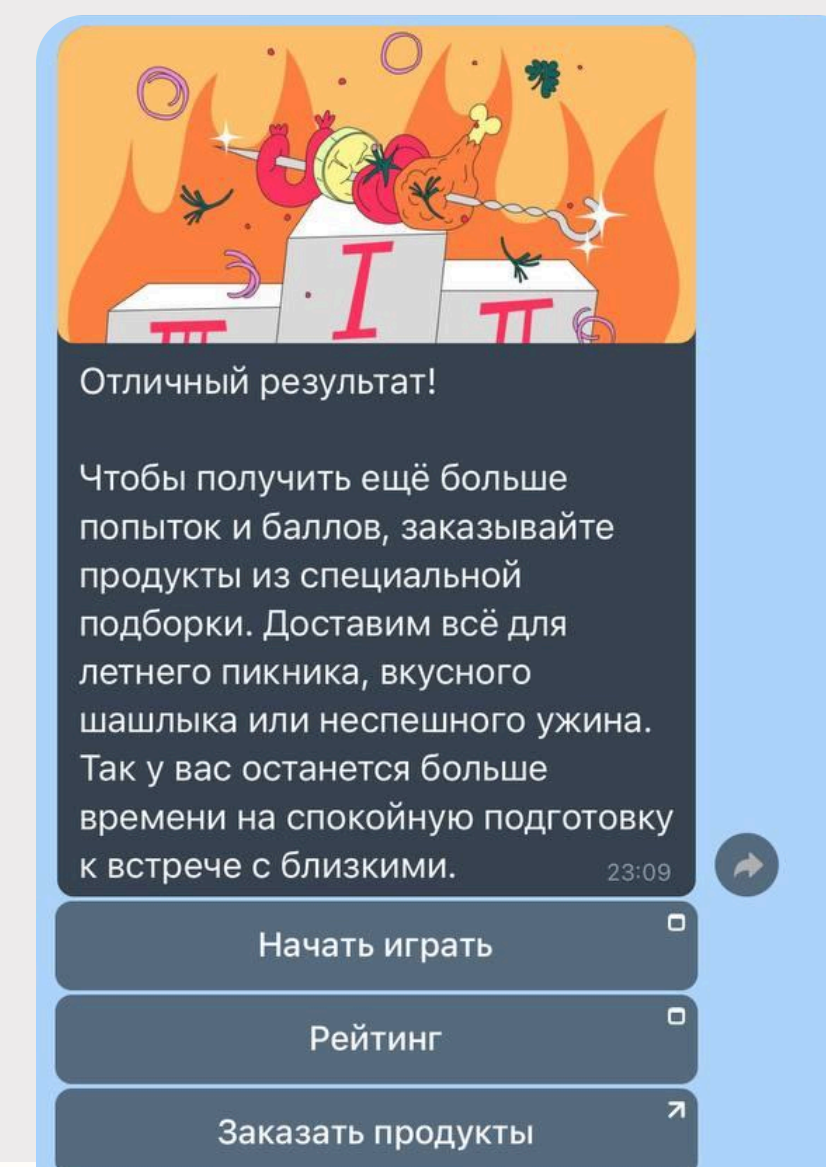 III
I
II
Отличный результат!
Чтобы получить ещё больше
попыток и баллов, заказывайте
продукты из специальной
подборки. Доставим всё для
летнего пикника, вкусного
шашлыка или неспешного ужина.
Так у вас останется больше
времени на спокойную подготовку
к встрече с близкими.
23:09
Начать играть
Рейтинг
Заказать продукты